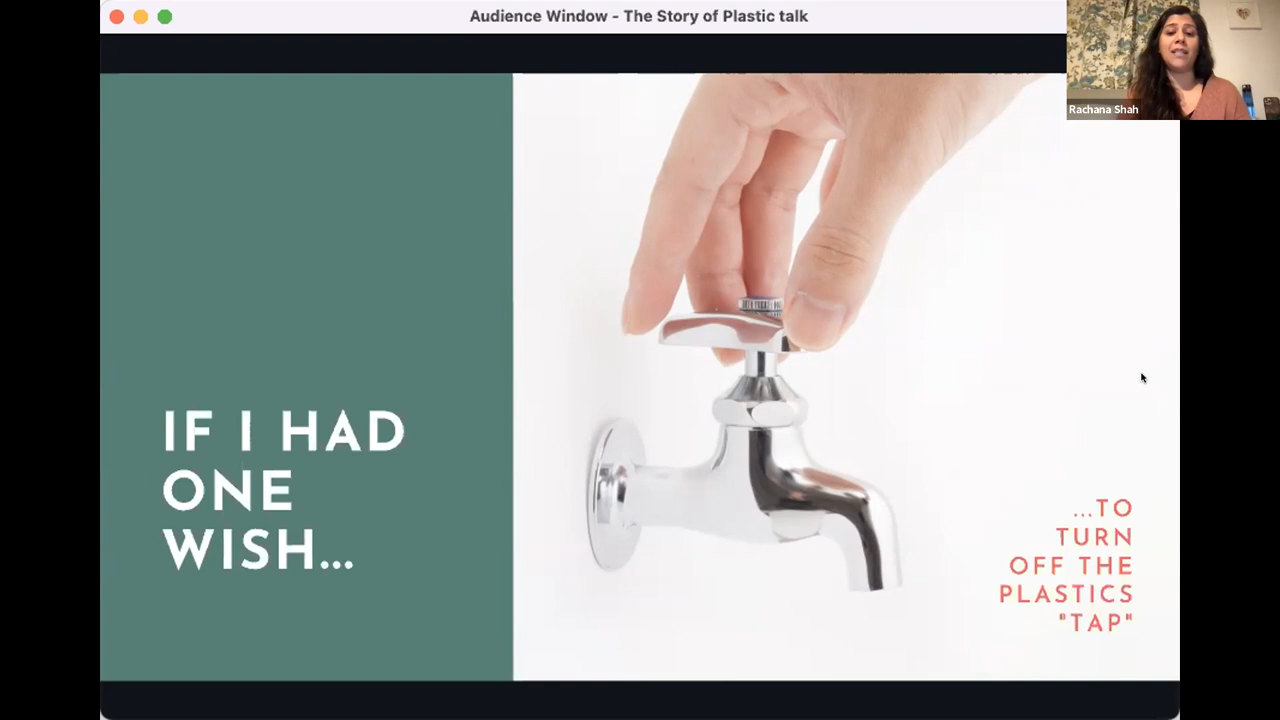 Audience Window - The Story of Plastic talk
Rachana Shah
IF I HAD
ONE
WISH...
...TO
TURN
OFF THE
PLASTICS
"TAP"